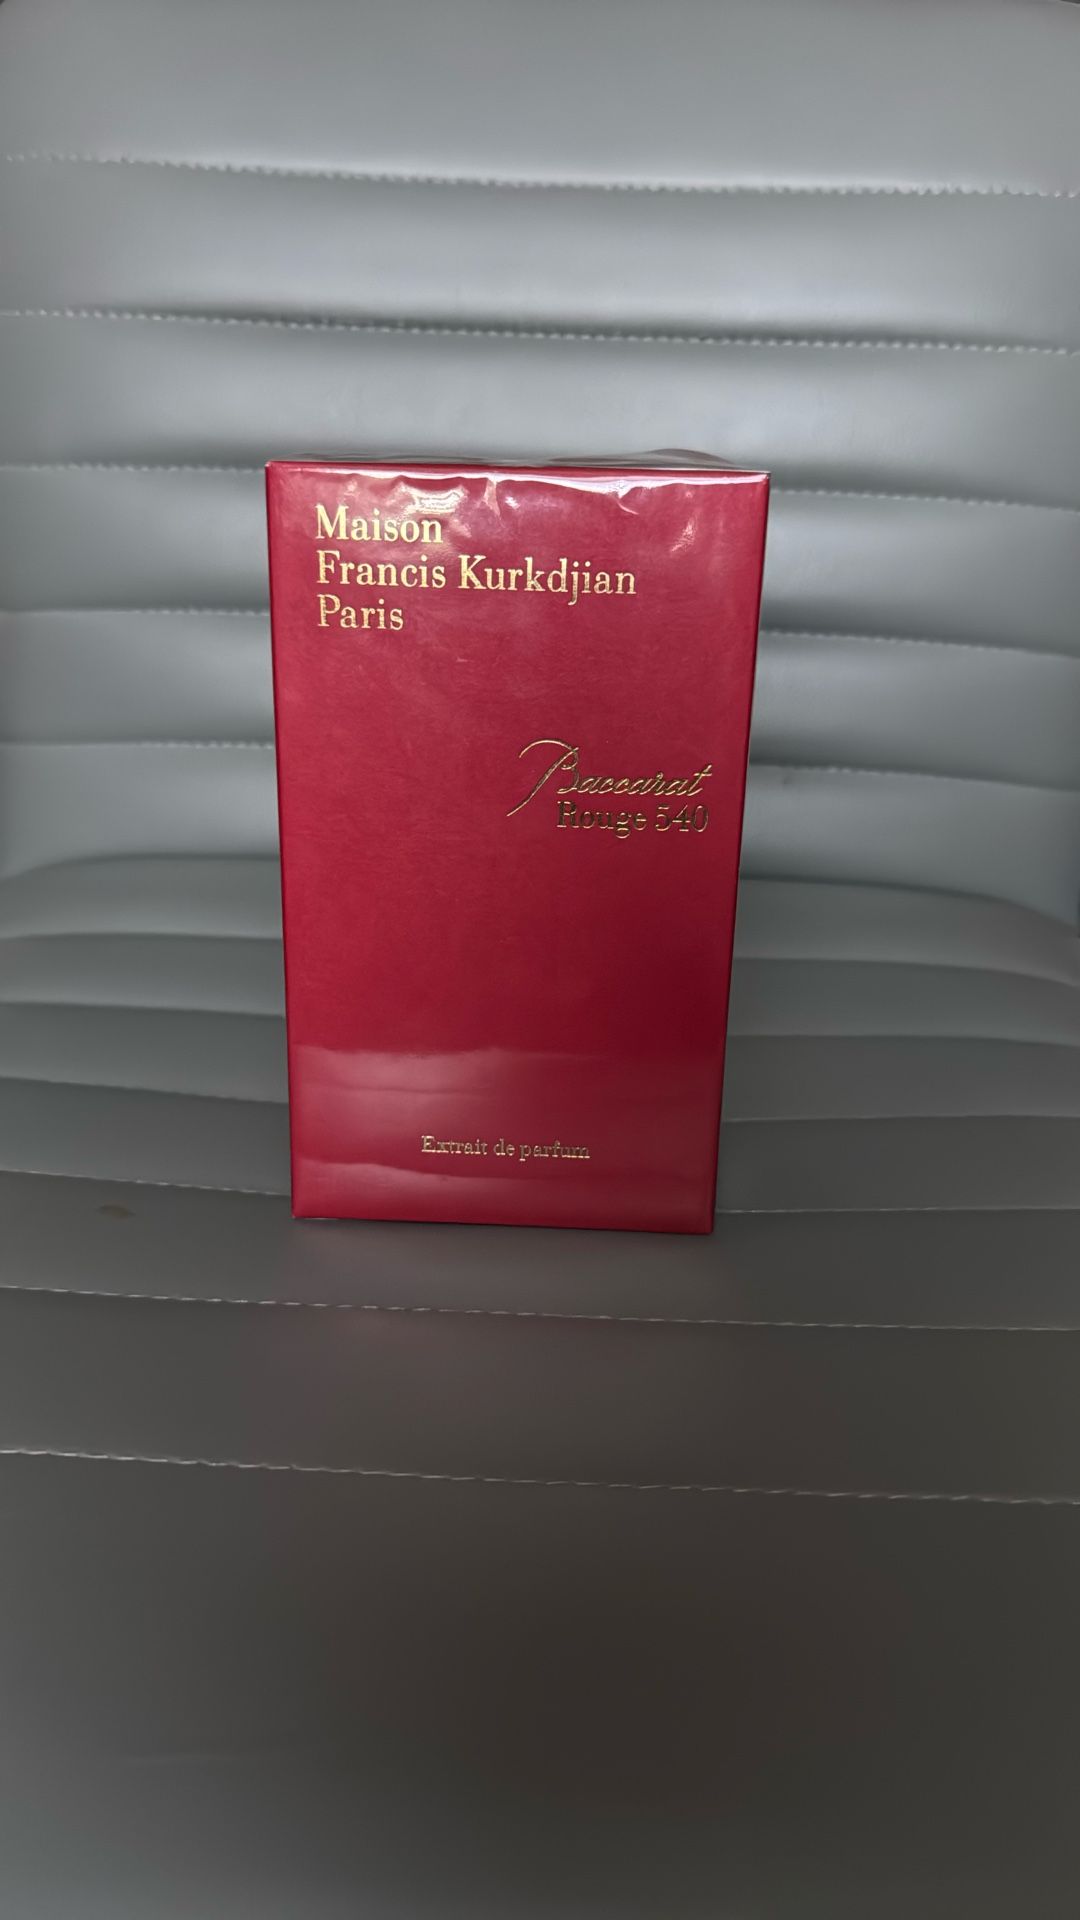 Maison
Francis Kurkdjian
Paris
Baccarat
Rouge 540
Extrait de parfum